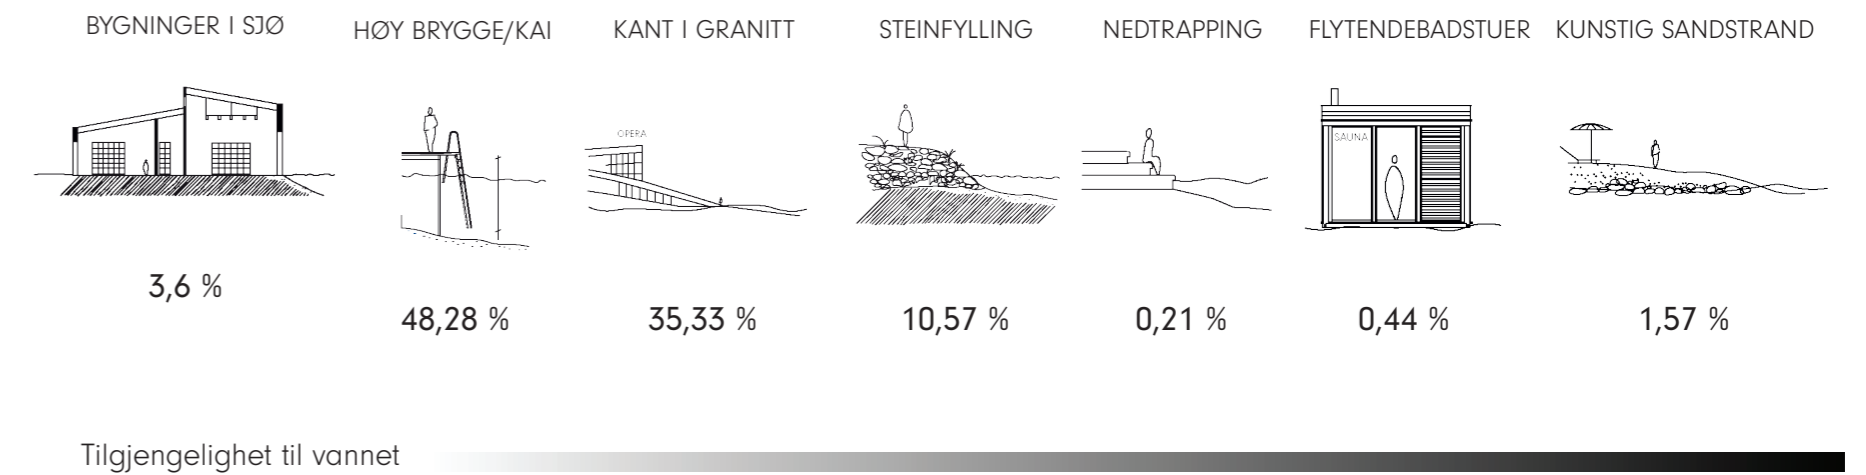 BYGNINGER I SJØ
HØY BRYGGE/KAI
KANT I GRANITT
STEINFYLLING
NEDTRAPPING
FLYTENDEBADSTUER
KUNSTIG SANDSTRAND
OPERA
SAUNA
3,6 %
48,28 %
35,33 %
10,57 %
0,21 %
0,44 %
1,57 %
Tilgjengelighet til vannet